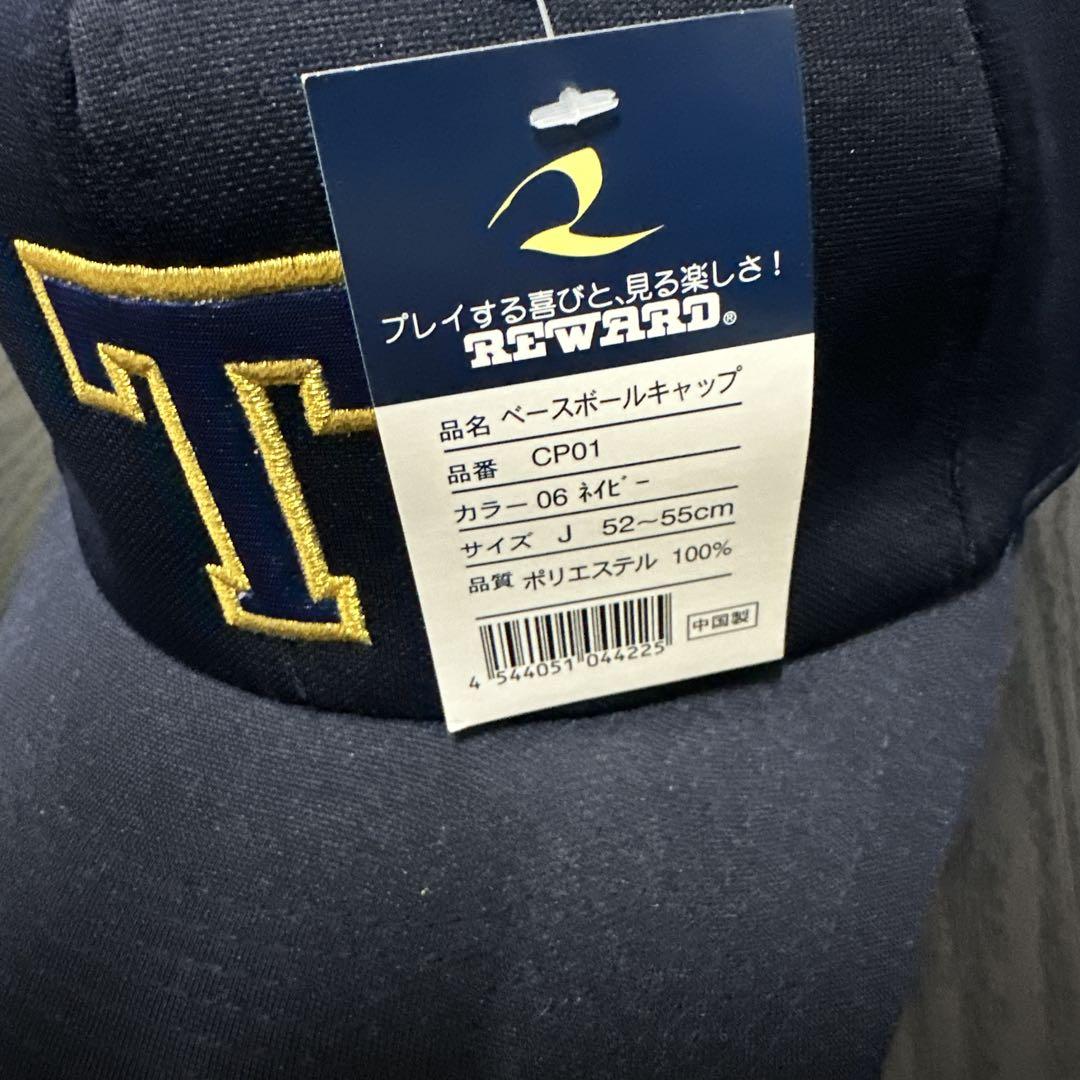 プレイする喜びと、見る楽しさ!
REWARD®
T
品名 ベースボールキャップ
品番 CP01
カラー 06 ﾈｲﾋﾞｰ
サイズ J 52〜55cm
品質 ポリエステル 100%
中国製
4 544051 044225